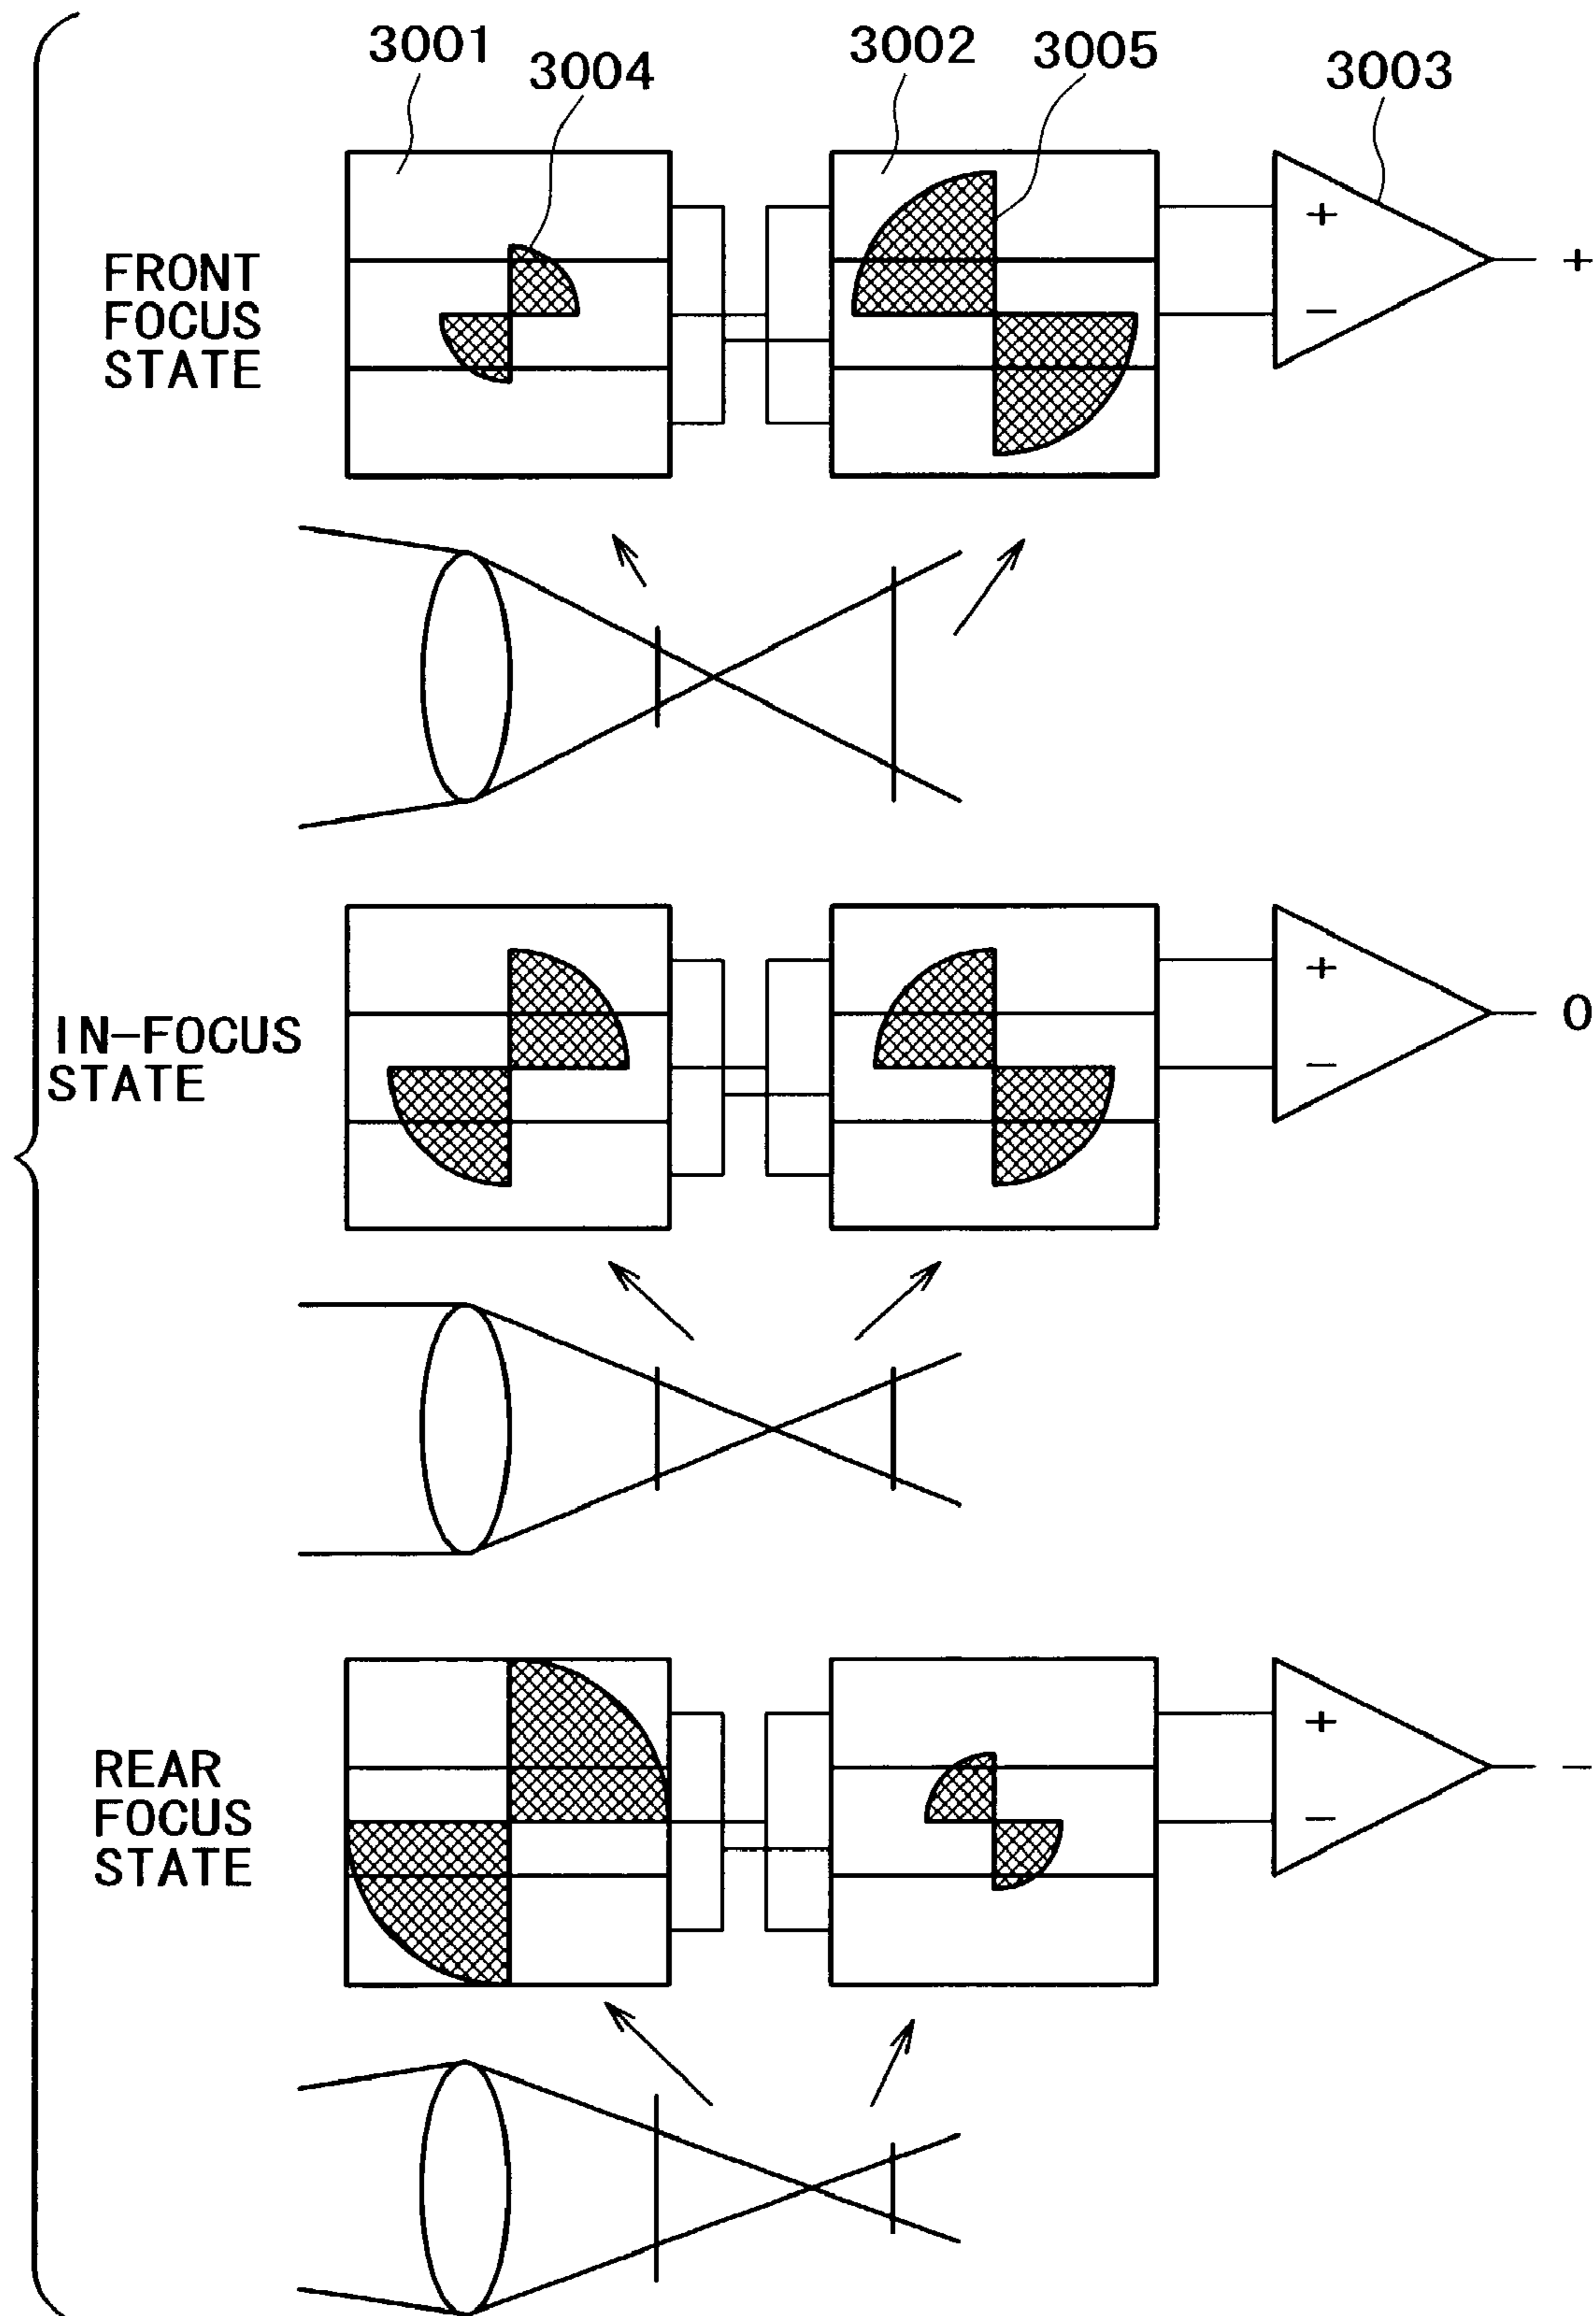 3001
3004
3002
3005
3003
FRONT
FOCUS
STATE
+
−
+
IN−FOCUS
STATE
+
−
0
REAR
FOCUS
STATE
+
−
−